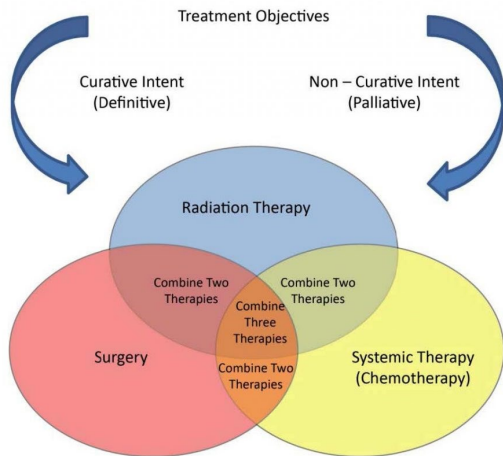 Treatment Objectives
Curative Intent
(Definitive)
Non – Curative Intent
(Palliative)
Radiation Therapy
Combine Two
Therapies
Combine Two
Therapies
Combine
Three
Therapies
Surgery
Systemic Therapy
(Chemotherapy)
Combine Two
Therapies